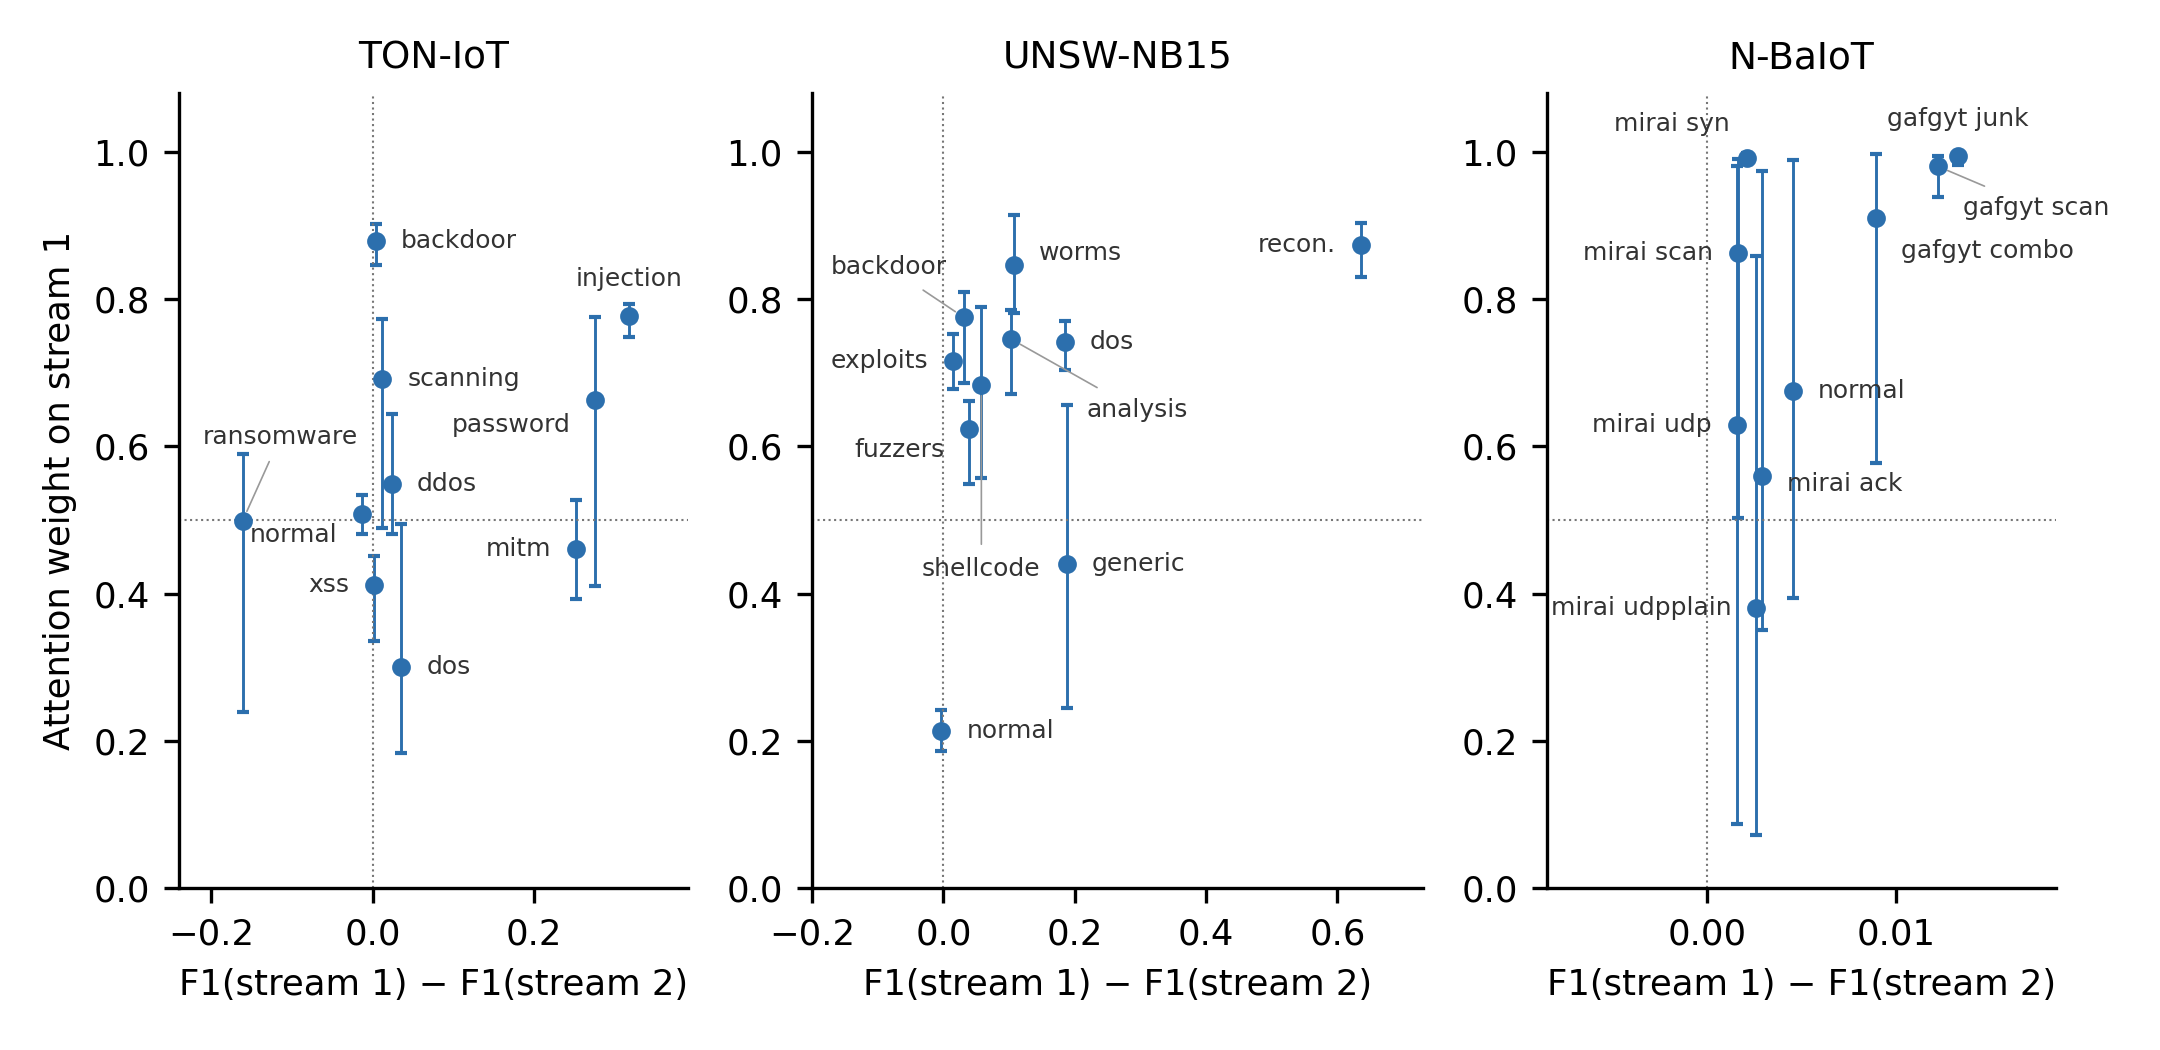 TON-IoT
UNSW-NB15
N-BaIoT
Attention weight on stream 1
1.0
0.8
0.6
0.4
0.2
0.0
backdoor
injection
scanning
password
ransomware
ddos
normal
mitm
xss
dos
−0.2
0.0
0.2
F1(stream 1) − F1(stream 2)
1.0
0.8
0.6
0.4
0.2
0.0
worms
recon.
backdoor
dos
exploits
analysis
fuzzers
shellcode
generic
normal
−0.2
0.0
0.2
0.4
0.6
F1(stream 1) − F1(stream 2)
1.0
0.8
0.6
0.4
0.2
0.0
mirai syn
gafgyt junk
gafgyt scan
mirai scan
gafgyt combo
normal
mirai udp
mirai ack
mirai udpplain
0.00
0.01
F1(stream 1) − F1(stream 2)